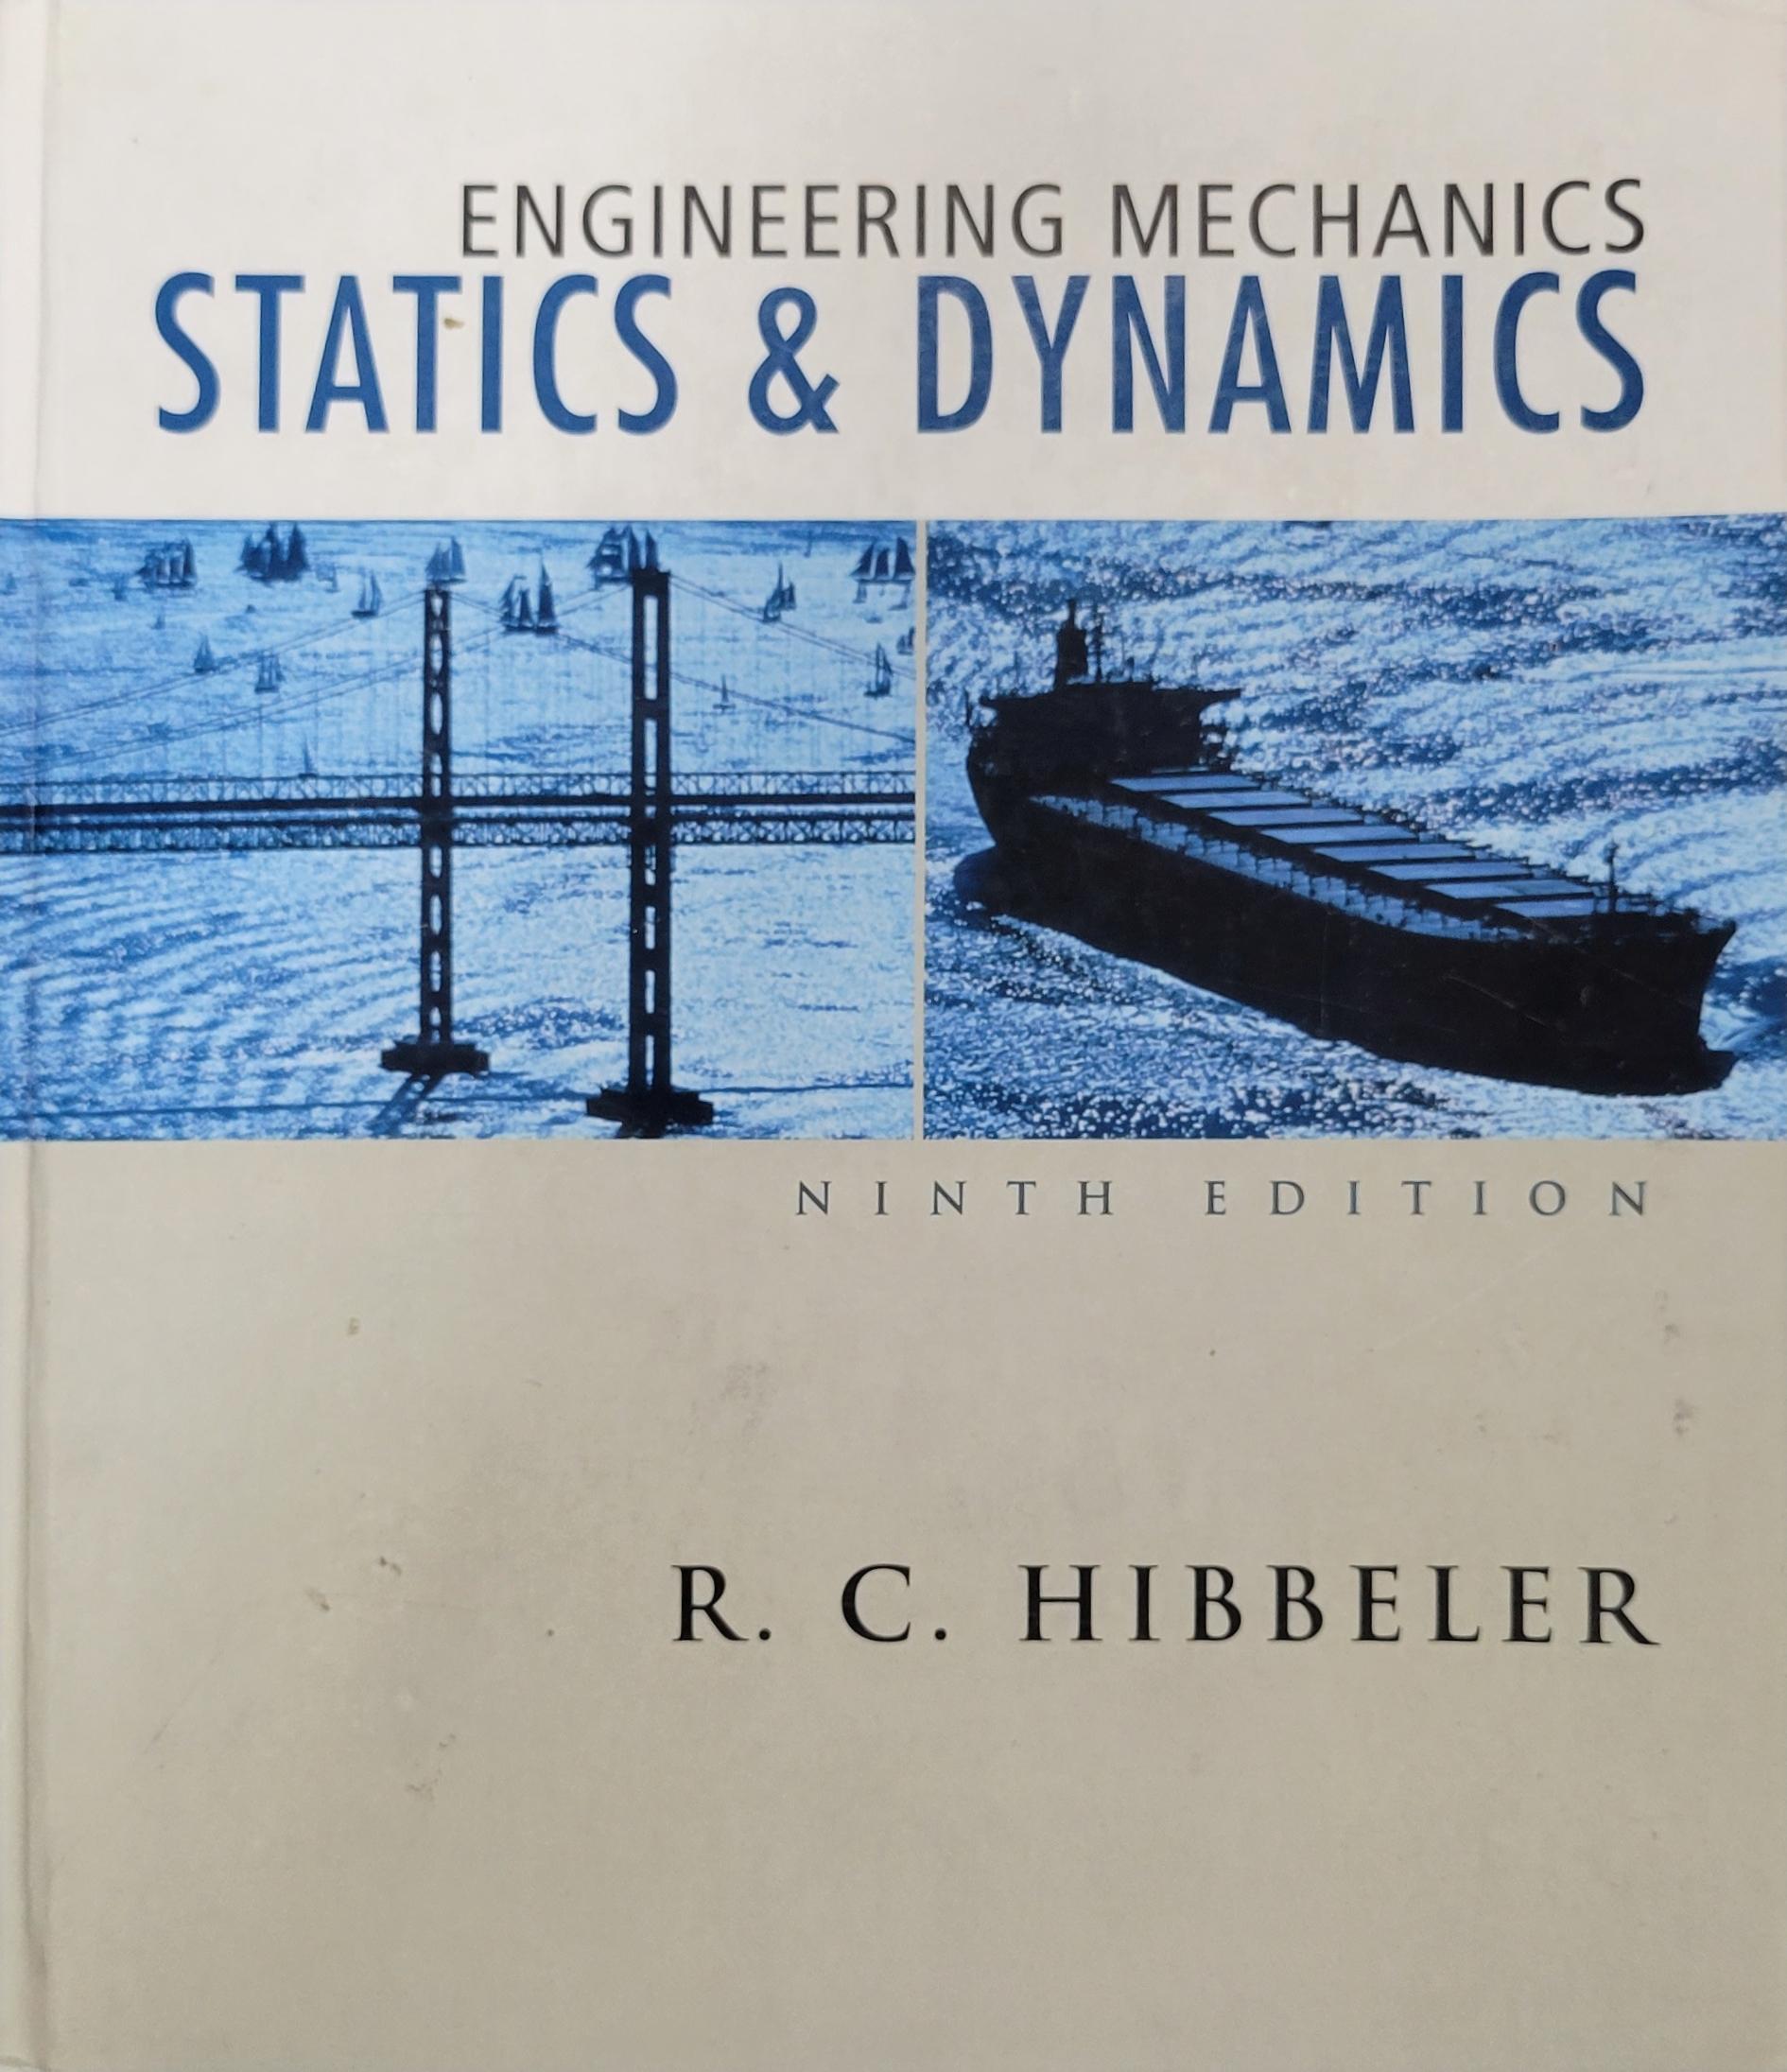 ENGINEERING MECHANICS
STATICS & DYNAMICS
NINTH EDITION
R. C. HIBBELER